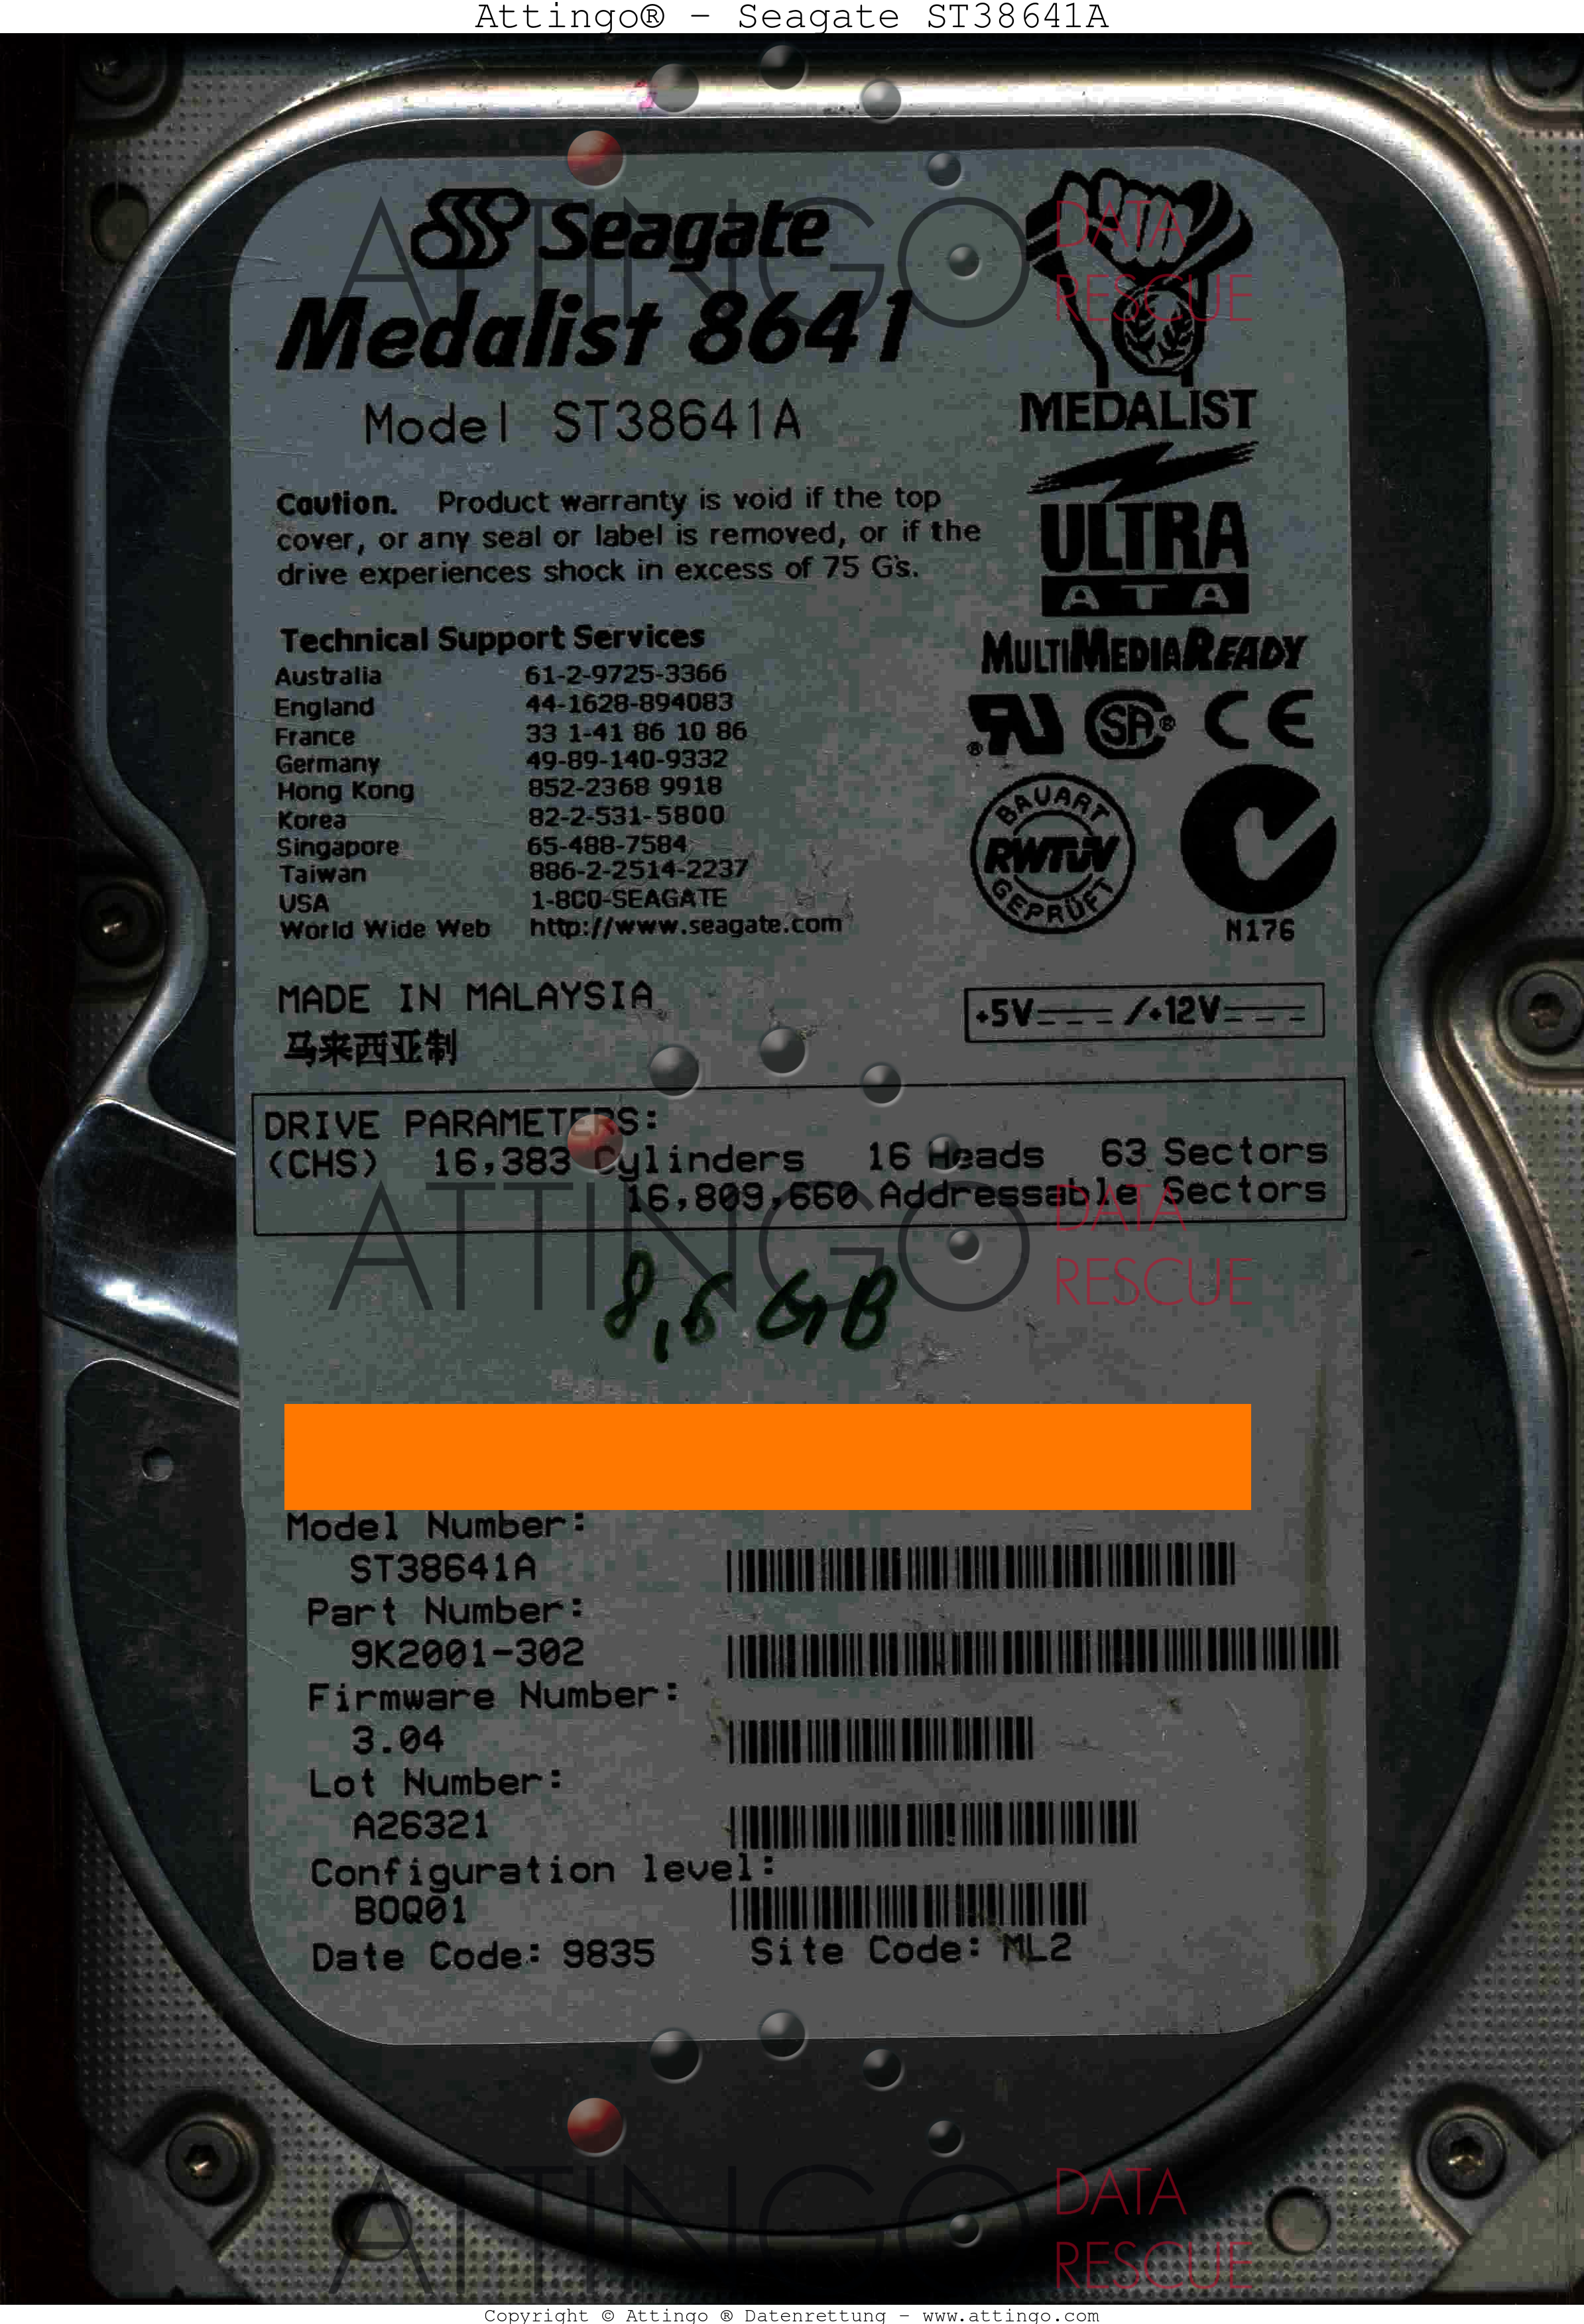 Attingo® - Seagate ST38641A
Seagate
Medalist 8641
Model ST38641A
MEDALIST
ULTRA
ATA
MULTIMEDIAREADY
Caution. Product warranty is void if the top
cover, or any seal or label is removed, or if the
drive experiences shock in excess of 75 G's.
Technical Support Services
Australia 61-2-9725-3366
England 44-1628-894083
France 33 1-41 86 10 86
Germany 49-89-140-9332
Hong Kong 852-2368 9918
Korea 82-2-531-5800
Singapore 65-488-7584
Taiwan 886-2-2514-2237
USA 1-800-SEAGATE
World Wide Web http://www.seagate.com
SA® CE
BAUART
RWTÜV
GEPRÜFT
N176
MADE IN MALAYSIA
马来西亚制
+5V /+12V
DRIVE PARAMETERS:
(CHS) 16,383 Cylinders 16 Heads 63 Sectors
16,809,660 Addressable Sectors
8,6 GB
Model Number:
ST38641A
Part Number:
9K2001-302
Firmware Number:
3.04
Lot Number:
A26321
Configuration level:
BOQ01
Date Code: 9835 Site Code: ML2
ATTINGO DATA
RESCUE
ATTINGO DATA
RESCUE
ATTINGO DATA
RESCUE
Copyright © Attingo ® Datenrettung - www.attingo.com